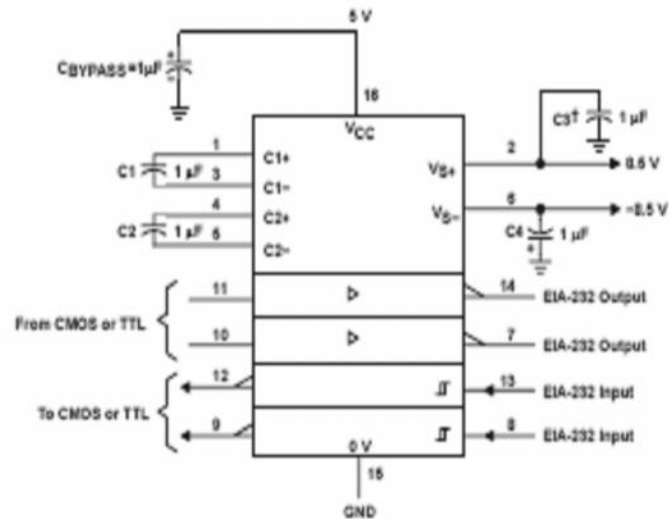 5 V
CBYPASS=1µF
+
–
16
VCC
C3† 1 µF
1
C1+
2
VS+
8.5 V
C1 1 µF
3
C1–
4
C2+
6
VS–
–8.5 V
C2 1 µF
5
C2–
C4 1 µF
+
11
14
EIA-232 Output
From CMOS or TTL
10
7
EIA-232 Output
12
13
EIA-232 Input
To CMOS or TTL
9
8
EIA-232 Input
0 V
15
GND